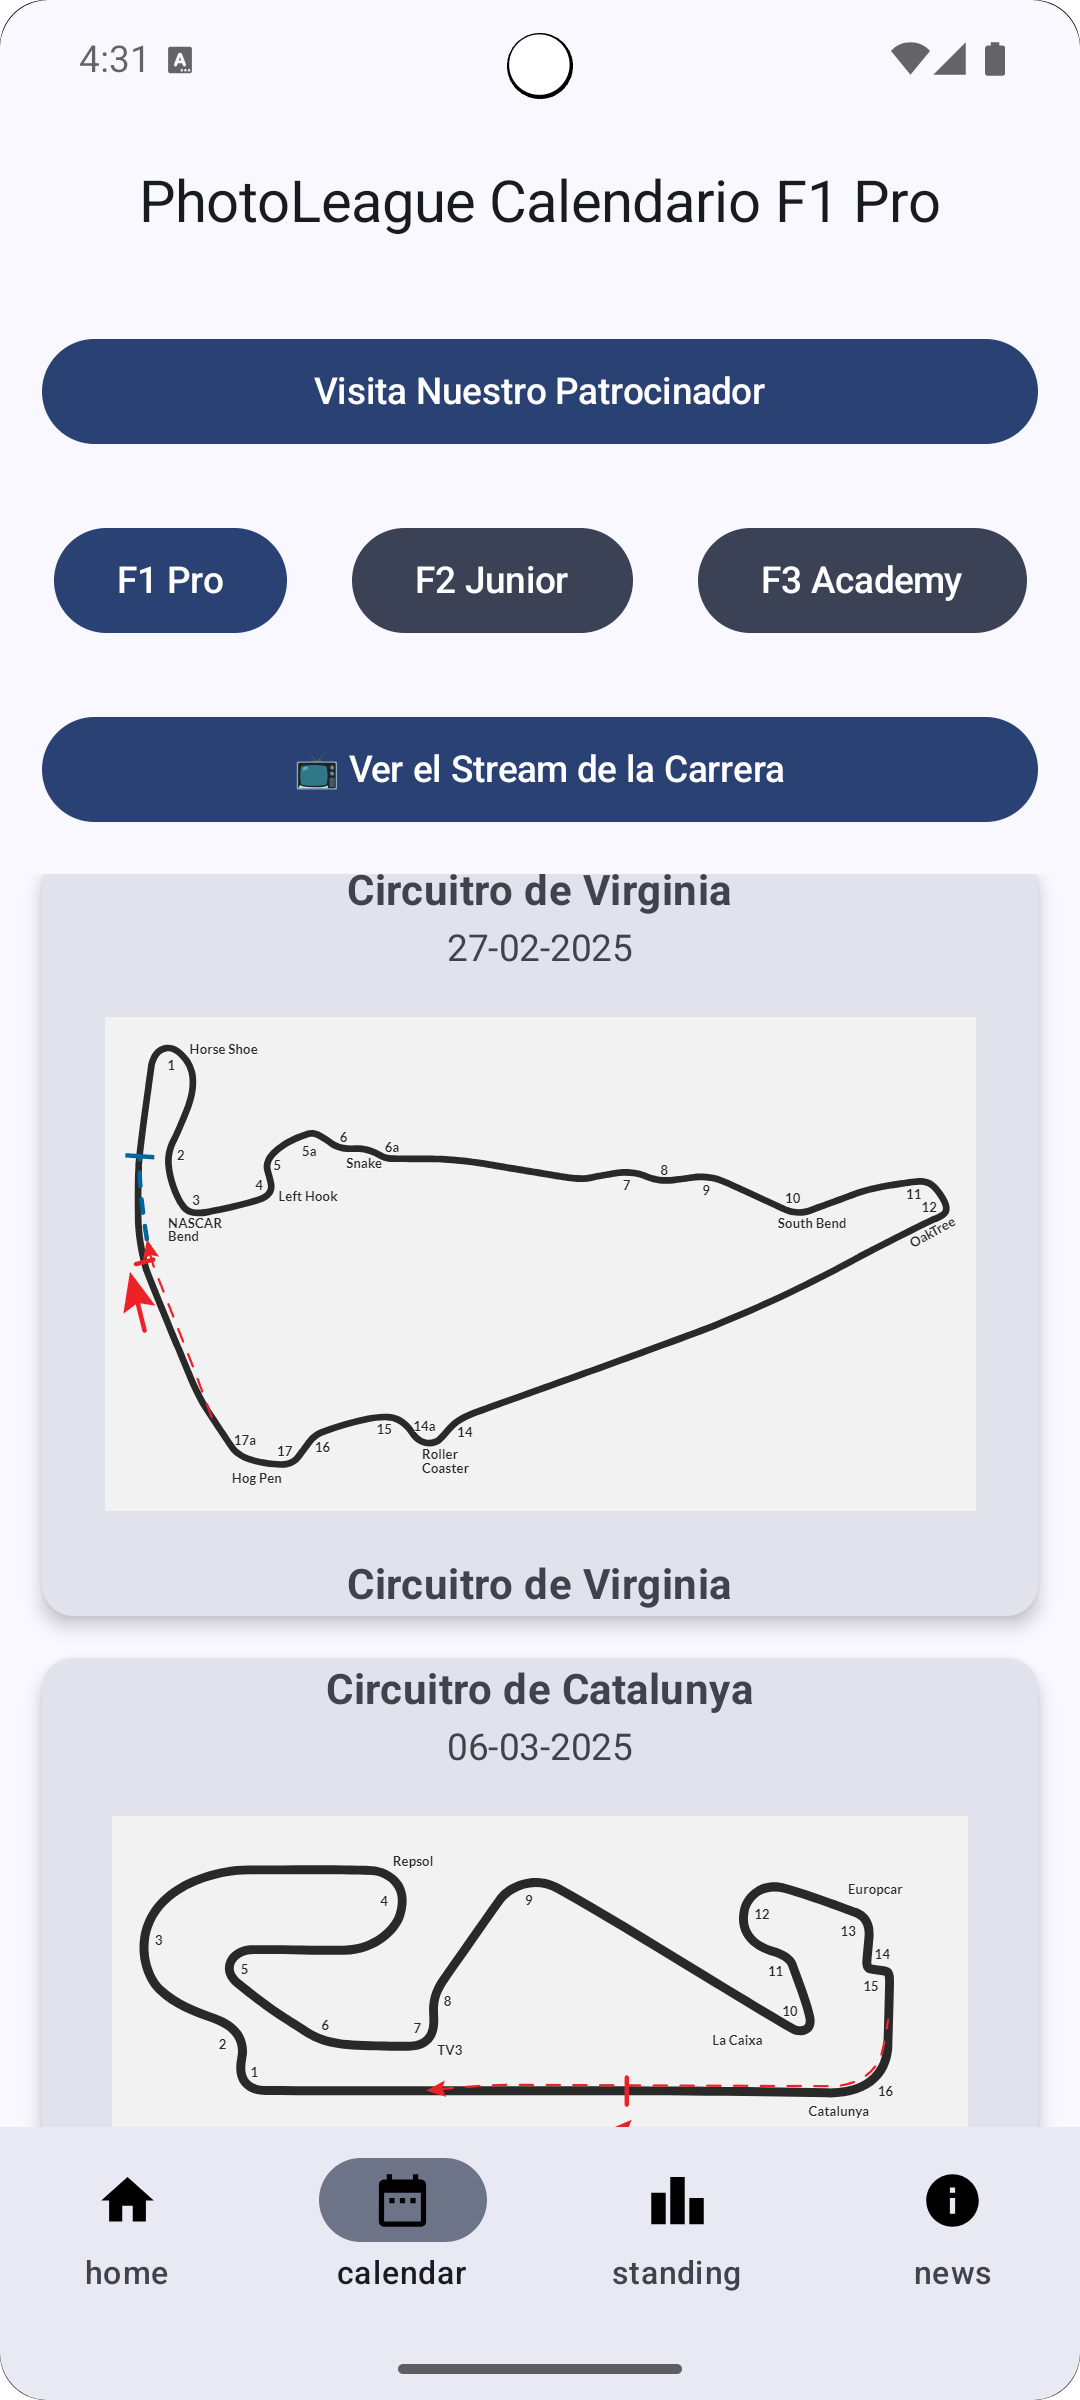 4:31
PhotoLeague Calendario F1 Pro
Visita Nuestro Patrocinador
F1 Pro
F2 Junior
F3 Academy
📺 Ver el Stream de la Carrera
Circuitro de Virginia
27-02-2025
Horse Shoe
1
2
3
NASCAR
Bend
4
Left Hook
5
5a
6
Snake
6a
7
8
9
10
South Bend
11
12
OakTree
14
14a
Roller
Coaster
15
16
17
17a
Hog Pen
Circuitro de Virginia
Circuitro de Catalunya
06-03-2025
Repsol
4
3
5
6
2
1
7
TV3
8
9
La Caixa
10
11
12
Europcar
13
14
15
16
Catalunya
home
calendar
standing
news